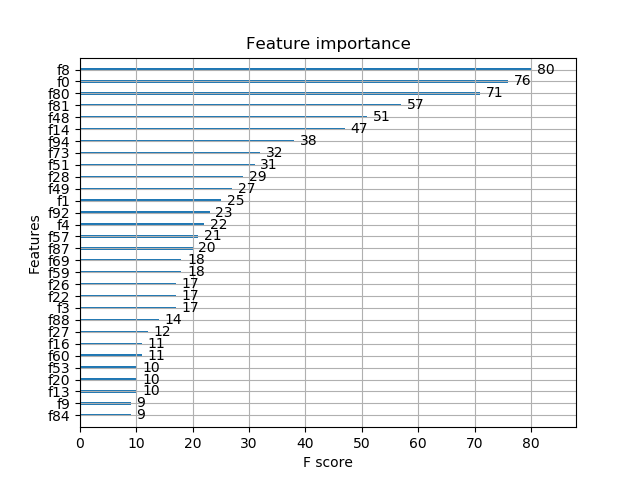 Feature importance
f8 80
f0 76
f80 71
f81 57
f48 51
f14 47
f94 38
f73 32
f51 31
f28 29
f49 27
f1 25
f92 23
f4 22
f57 21
f87 20
f69 18
f59 18
f26 17
f22 17
f3 17
f88 14
f27 12
f16 11
f60 11
f53 10
f20 10
f13 10
f9 9
f84 9
Features
0 10 20 30 40 50 60 70 80
F score